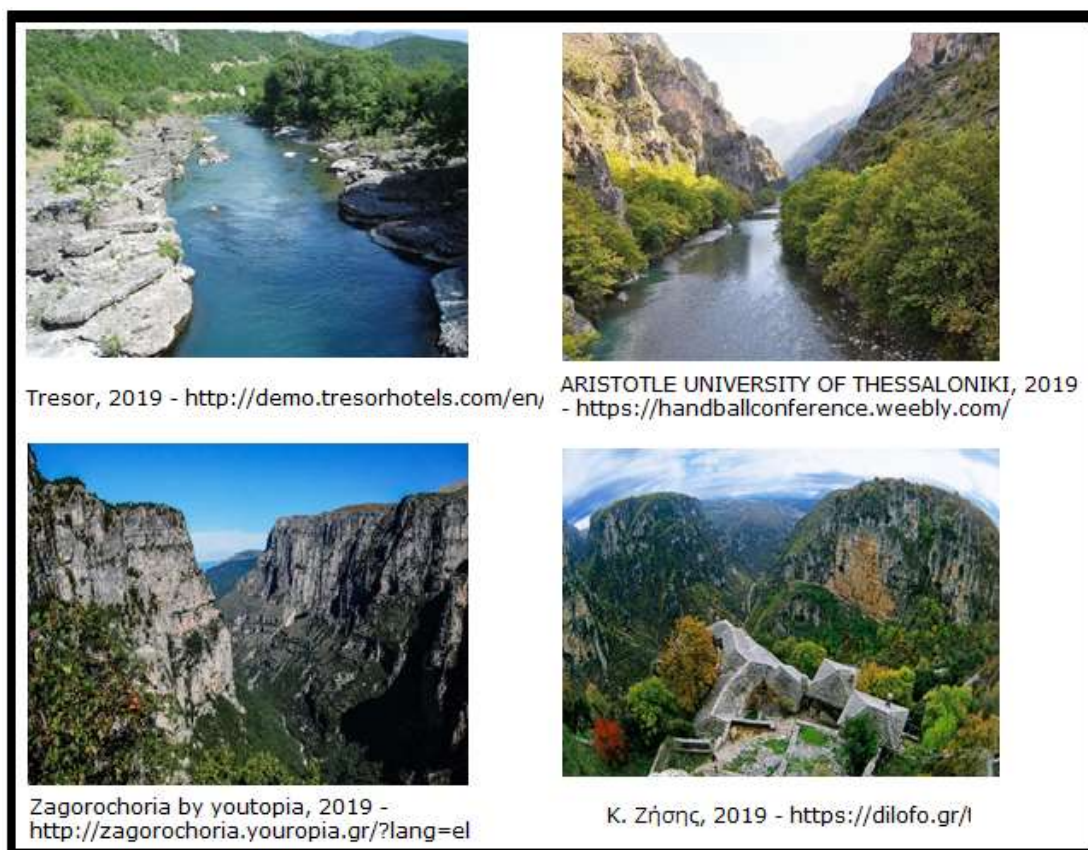 Tresor, 2019 - http://demo.tresorhotels.com/en/
ARISTOTLE UNIVERSITY OF THESSALONIKI, 2019
- https://handballconference.weebly.com/
Zagorochoria by youtopia, 2019 -
http://zagorochoria.youropia.gr/?lang=el
Κ. Ζήσης, 2019 - https://dilofo.gr/